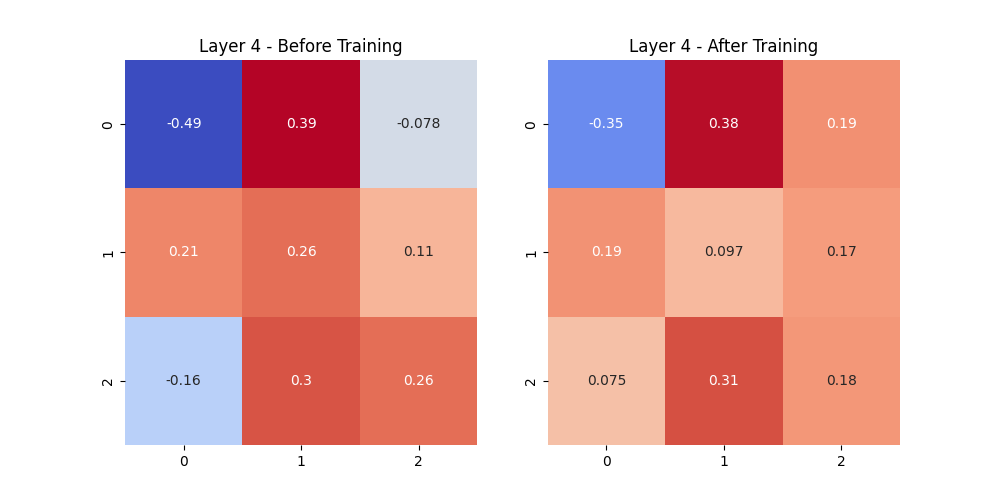 Layer 4 - Before Training
0
-0.49 0.39 -0.078
1
0.21 0.26 0.11
2
-0.16 0.3 0.26
0 1 2
Layer 4 - After Training
0
-0.35 0.38 0.19
1
0.19 0.097 0.17
2
0.075 0.31 0.18
0 1 2